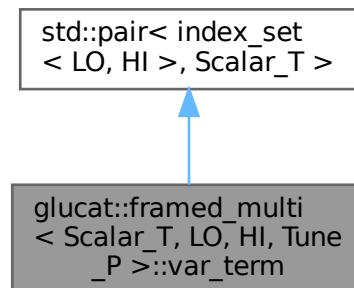 std::pair< index_set
< LO, HI >, Scalar_T >
glucat::framed_multi
< Scalar_T, LO, HI, Tune
_P >::var_term